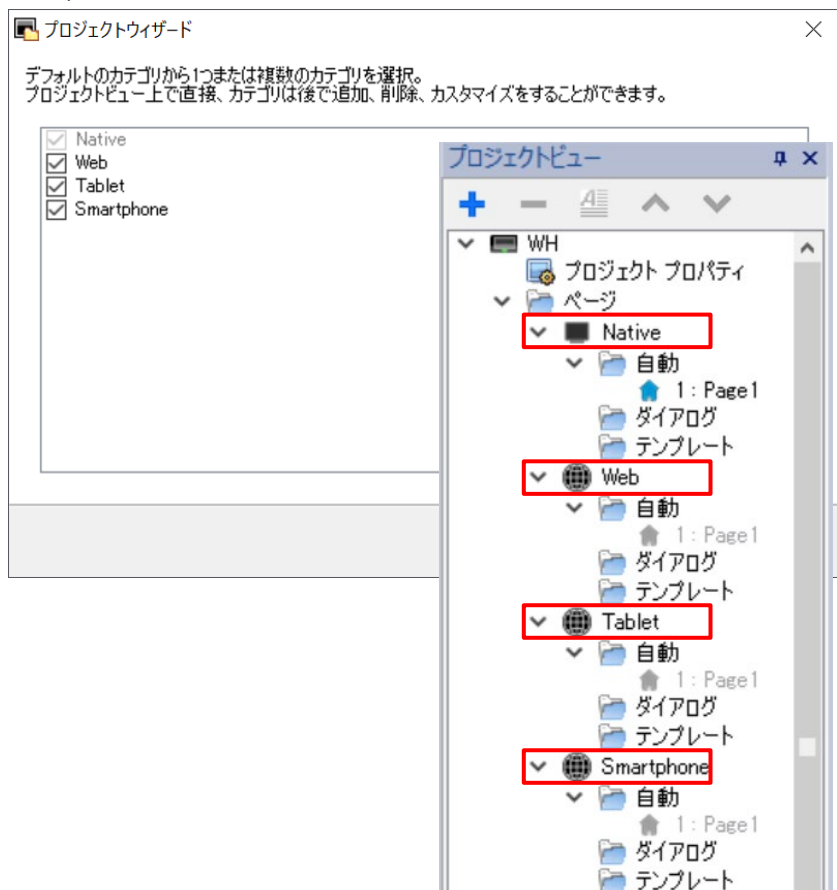 プロジェクトウィザード
デフォルトのカテゴリから1つまたは複数のカテゴリを選択。
プロジェクトビュー上で直接、カテゴリは後で追加、削除、カスタマイズをすることができます。
Native
Web
Tablet
Smartphone
プロジェクトビュー
WH
プロジェクト プロパティ
ページ
Native
自動
1 : Page1
ダイアログ
テンプレート
Web
自動
1 : Page1
ダイアログ
テンプレート
Tablet
自動
1 : Page1
ダイアログ
テンプレート
Smartphone
自動
1 : Page1
ダイアログ
テンプレート